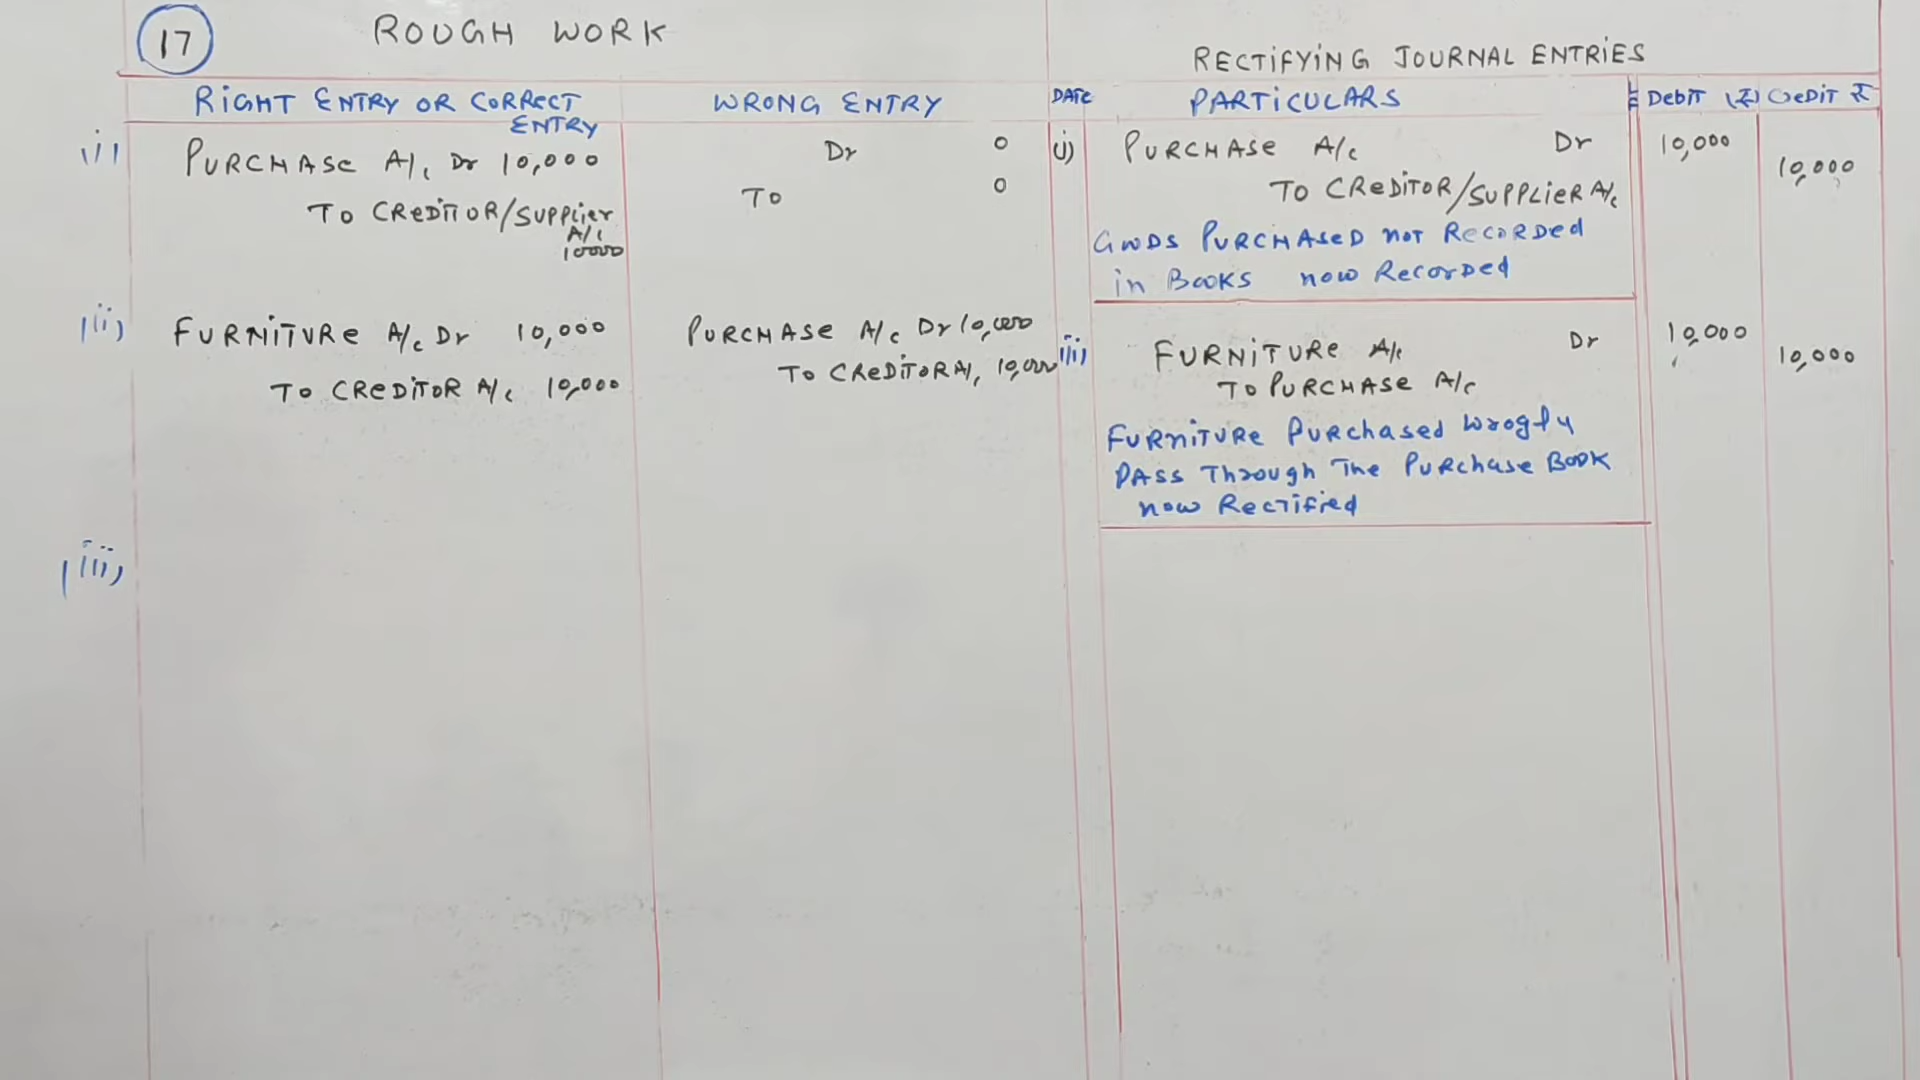 17
ROUGH WORK
RECTIFYING JOURNAL ENTRIES
RIGHT ENTRY OR CORRECT ENTRY
WRONG ENTRY
DATE
PARTICULARS
Debit (₹)
Credit ₹
i)
PURCHASE A/c Dr 10,000
TO CREDITOR/SUPPLIER A/c 10000
Dr 0
TO 0
i)
PURCHASE A/c Dr 10,000
TO CREDITOR/SUPPLIER A/c 10,000
GOODS PURCHASED NOT RECORDED
in BOOKS now Recorded
ii)
FURNITURE A/c Dr 10,000
TO CREDITOR A/c 10,000
PURCHASE A/c Dr 10,000
TO CREDITOR A/c 10,000
ii)
FURNITURE A/c Dr 10,000
TO PURCHASE A/c 10,000
FURNITURE Purchased Wrogly
PASS Through The Purchase BOOK
now Rectified
iii)